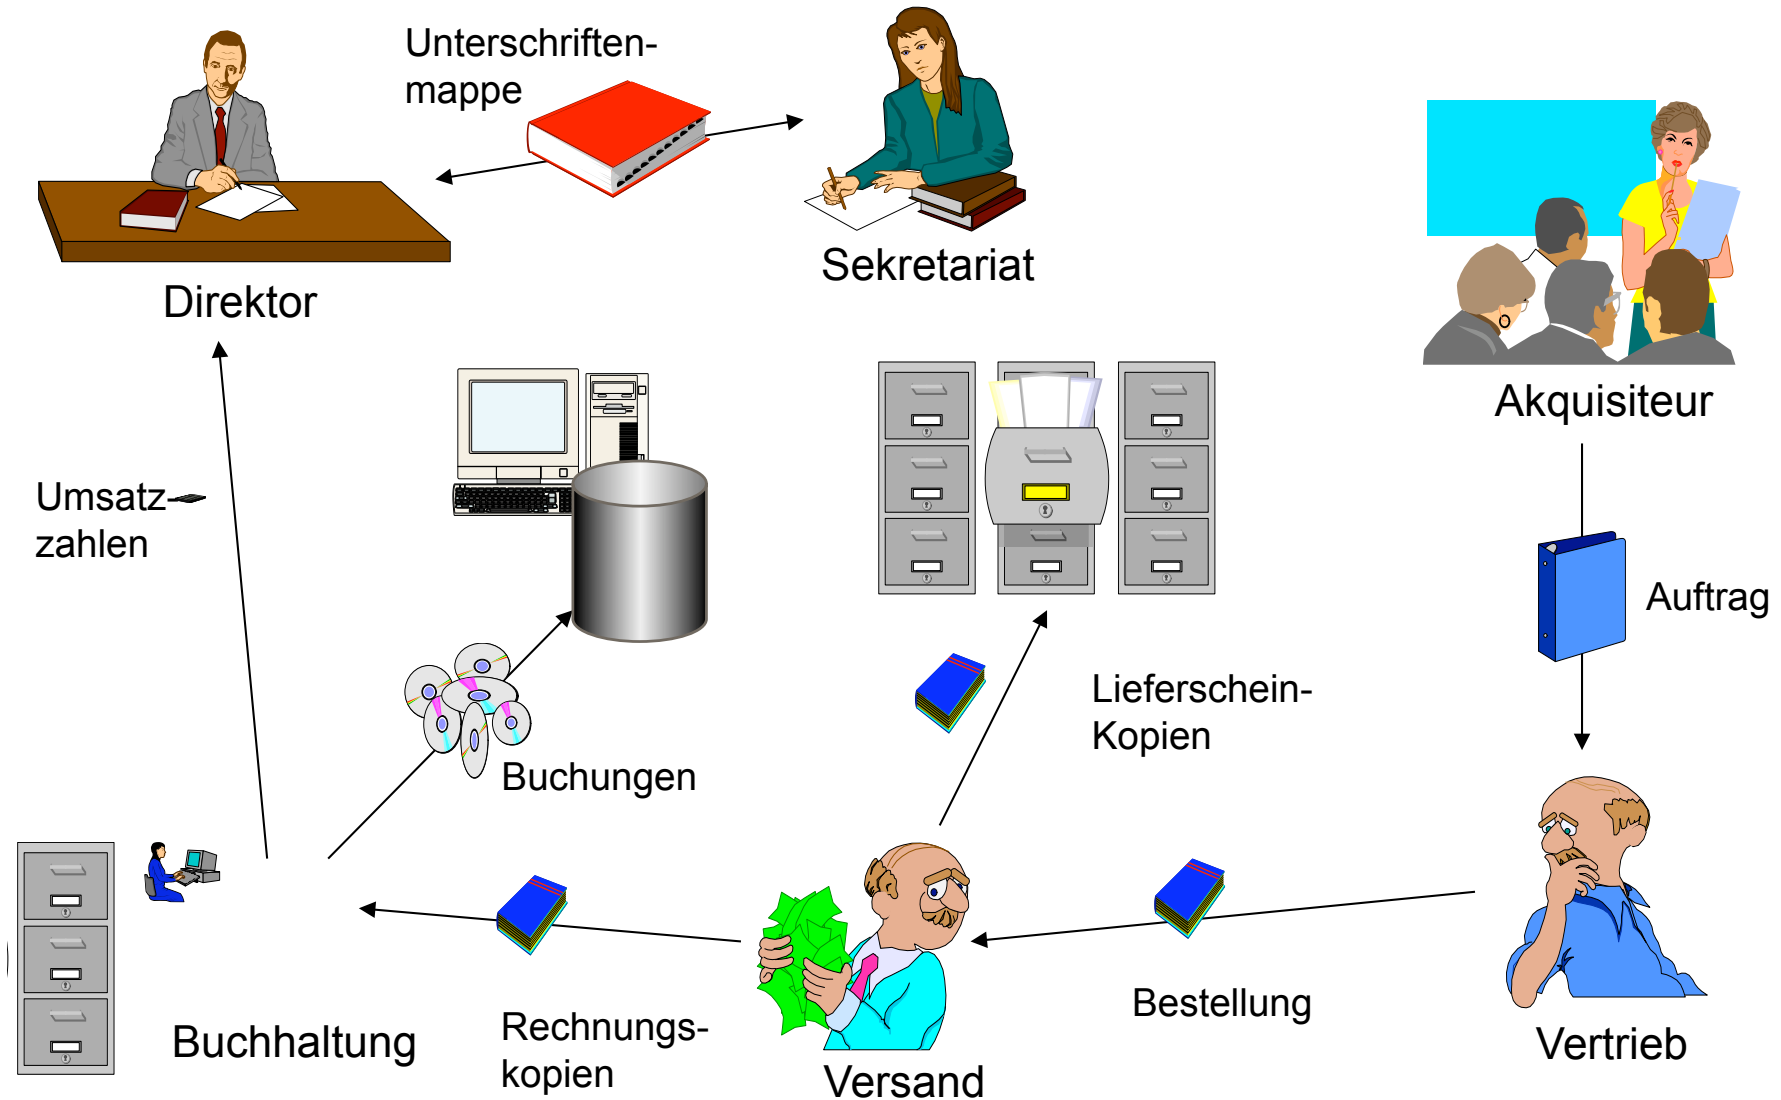 Unterschriften-
mappe
Sekretariat
Direktor
Akquisiteur
Umsatz-
zahlen
Auftrag
Lieferschein-
Kopien
Buchungen
Bestellung
Rechnungs-
kopien
Buchhaltung
Versand
Vertrieb